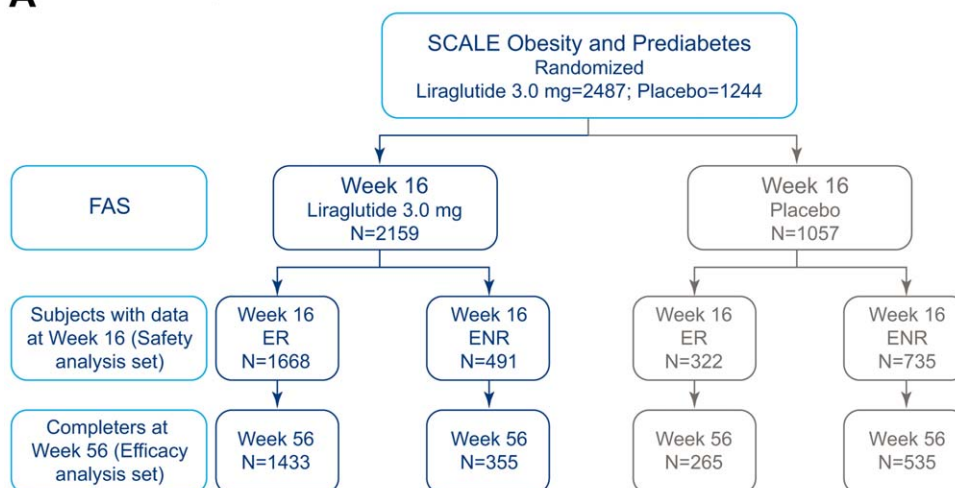 A
SCALE Obesity and Prediabetes
Randomized
Liraglutide 3.0 mg=2487; Placebo=1244
FAS
Week 16
Liraglutide 3.0 mg
N=2159
Week 16
Placebo
N=1057
Subjects with data
at Week 16 (Safety
analysis set)
Week 16
ER
N=1668
Week 16
ENR
N=491
Week 16
ER
N=322
Week 16
ENR
N=735
Completers at
Week 56 (Efficacy
analysis set)
Week 56
N=1433
Week 56
N=355
Week 56
N=265
Week 56
N=535